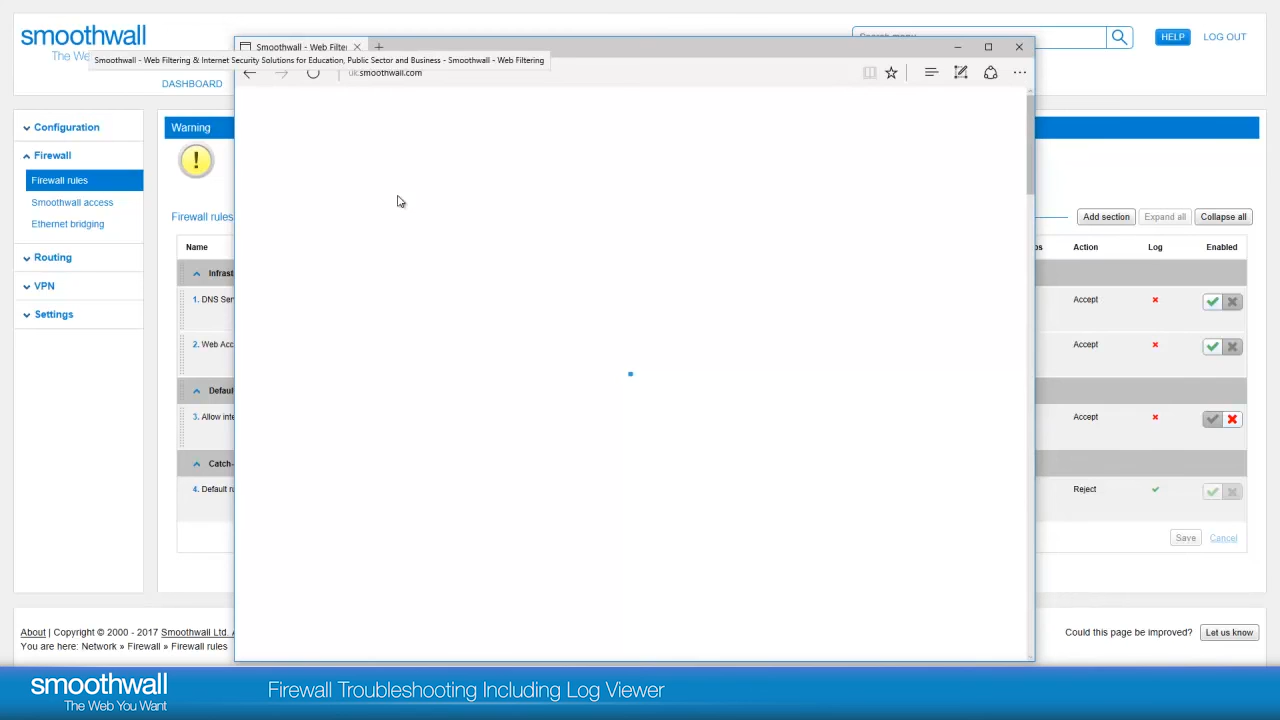 smoothwall
The We
Search menu
HELP
LOG OUT
Smoothwall - Web Filte
Smoothwall - Web Filtering & Internet Security Solutions for Education, Public Sector and Business - Smoothwall - Web Filtering
uk.smoothwall.com
DASHBOARD
Configuration
Firewall
Firewall rules
Smoothwall access
Ethernet bridging
Routing
VPN
Settings
Warning
Firewall rules
Add section
Expand all
Collapse all
Name
Action
Log
Enabled
Infrast
1. DNS Ser
Accept
2. Web Acc
Accept
Defaul
3. Allow inte
Accept
Catch-
4. Default r
Reject
Save
Cancel
About | Copyright © 2000 - 2017 Smoothwall Ltd.
You are here: Network » Firewall » Firewall rules
Could this page be improved?
Let us know
smoothwall
The Web You Want
Firewall Troubleshooting Including Log Viewer